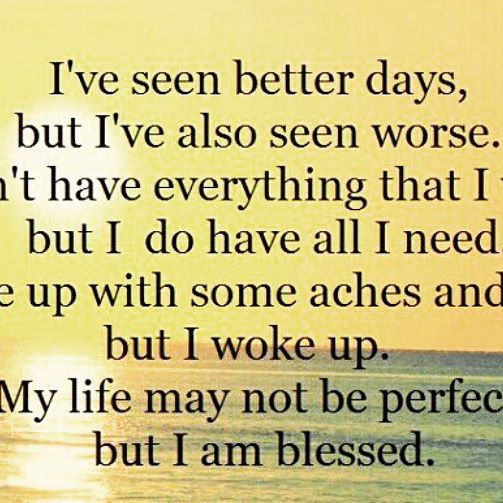 I've seen better days,
but I've also seen worse.
n't have everything that I
but I do have all I need
e up with some aches and
but I woke up.
My life may not be perfec
but I am blessed.